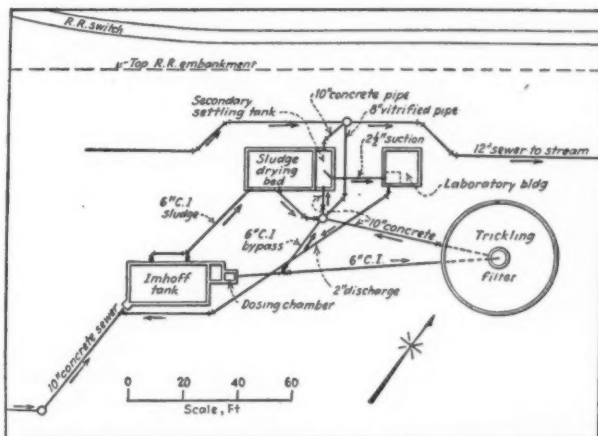 R.R. switch
Top R.R. embankment
10" concrete pipe
8" vitrified pipe
Secondary
settling tank
2½" suction
12" sewer to stream
Sludge
drying
bed
Laboratory bldg
6" C.I
sludge
10" concrete
Trickling
filter
6" C.I
bypass
6" C.I.
Imhoff
tank
2" discharge
Dosing chamber
10" concrete sewer
0 20 40 60
Scale, Ft